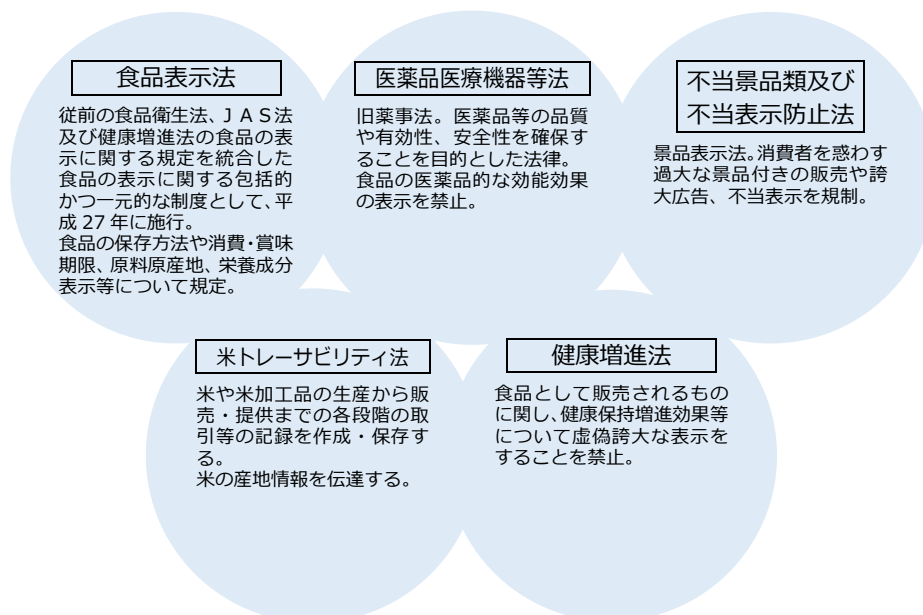 食品表示法
従前の食品衛生法、ＪＡＳ法
及び健康増進法の食品の表
示に関する規定を統合した
食品の表示に関する包括的
かつ一元的な制度として、平
成 27 年に施行。
食品の保存方法や消費・賞味
期限、原料原産地、栄養成分
表示等について規定。
医薬品医療機器等法
旧薬事法。医薬品等の品質
や有効性、安全性を確保す
ることを目的とした法律。
食品の医薬品的な効能効果
の表示を禁止。
不当景品類及び
不当表示防止法
景品表示法。消費者を惑わす
過大な景品付きの販売や誇
大広告、不当表示を規制。
米トレーサビリティ法
米や米加工品の生産から販
売・提供までの各段階の取
引等の記録を作成・保存す
る。
米の産地情報を伝達する。
健康増進法
食品として販売されるもの
に関し、健康保持増進効果等
について虚偽誇大な表示を
することを禁止。